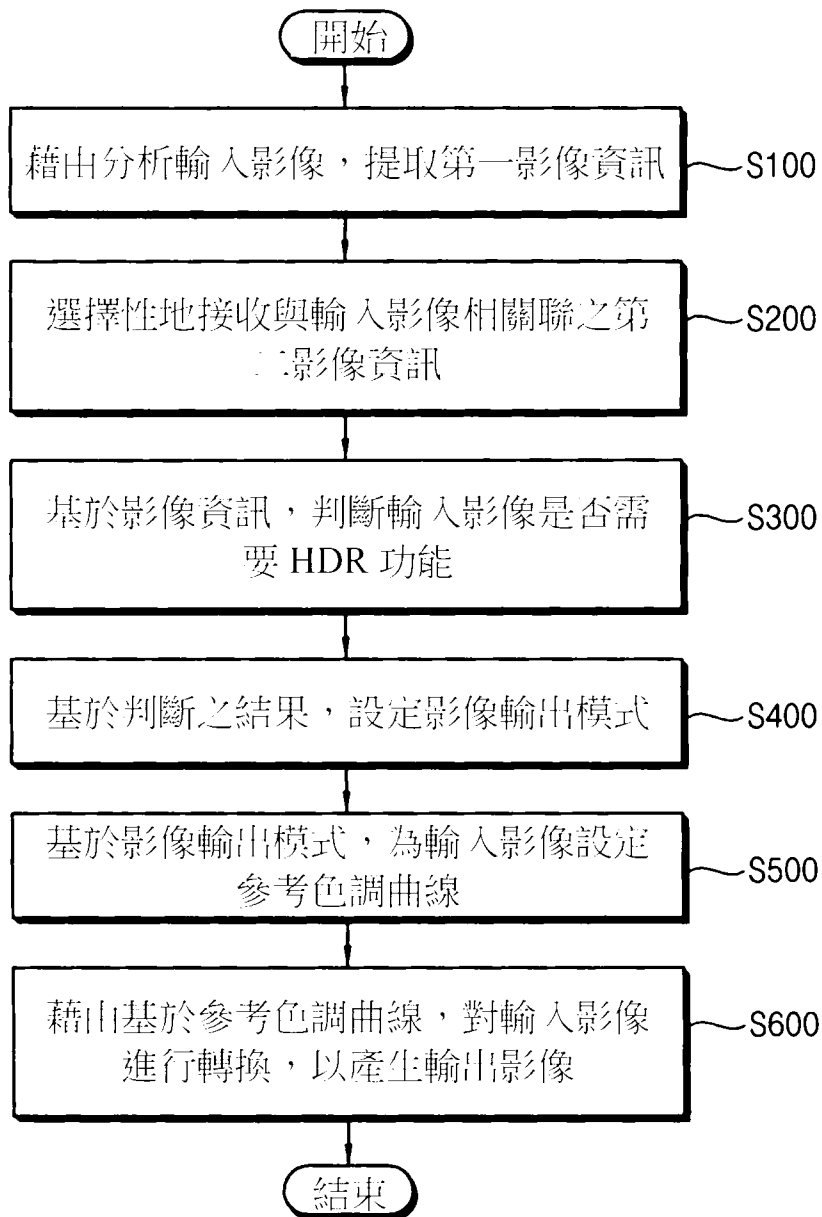 開始
藉由分析輸入影像，提取第一影像資訊
S100
選擇性地接收與輸入影像相關聯之第
二影像資訊
S200
基於影像資訊，判斷輸入影像是否需
要 HDR 功能
S300
基於判斷之結果，設定影像輸出模式
S400
基於影像輸出模式，為輸入影像設定
參考色調曲線
S500
藉由基於參考色調曲線，對輸入影像
進行轉換，以產生輸出影像
S600
結束